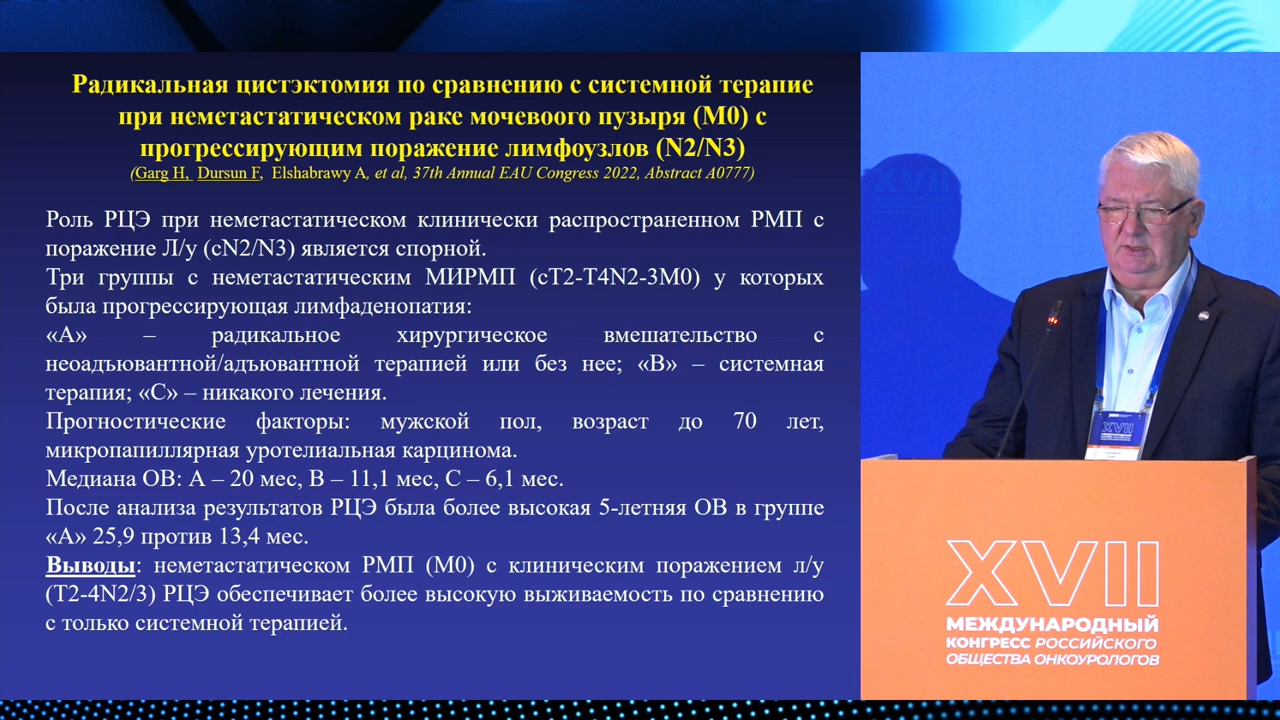 Радикальная цистэктомия по сравнению с системной терапие
при неметастатическом раке мочевоого пузыря (M0) с
прогрессирующим поражение лимфоузлов (N2/N3)
(Garg H, Dursun F, Elshabrawy A, et al, 37th Annual EAU Congress 2022, Abstract A0777)
Роль РЦЭ при неметастатическом клинически распространенном РМП с
поражение Л/у (cN2/N3) является спорной.
Три группы с неметастатическим МИРМП (cT2-T4N2-3M0) у которых
была прогрессирующая лимфаденопатия:
«А» – радикальное хирургическое вмешательство с
неоадъювантной/адъювантной терапией или без нее; «В» – системная
терапия; «С» – никакого лечения.
Прогностические факторы: мужской пол, возраст до 70 лет,
микропапиллярная уротелиальная карцинома.
Медиана ОВ: А – 20 мес, В – 11,1 мес, С – 6,1 мес.
После анализа результатов РЦЭ была более высокая 5-летняя ОВ в группе
«А» 25,9 против 13,4 мес.
Выводы: неметастатическом РМП (М0) с клиническим поражением л/у
(T2-4N2/3) РЦЭ обеспечивает более высокую выживаемость по сравнению
с только системной терапией.
XVII
XVII
МЕЖДУНАРОДНЫЙ
КОНГРЕСС РОССИЙСКОГО
ОБЩЕСТВА ОНКОУРОЛОГОВ